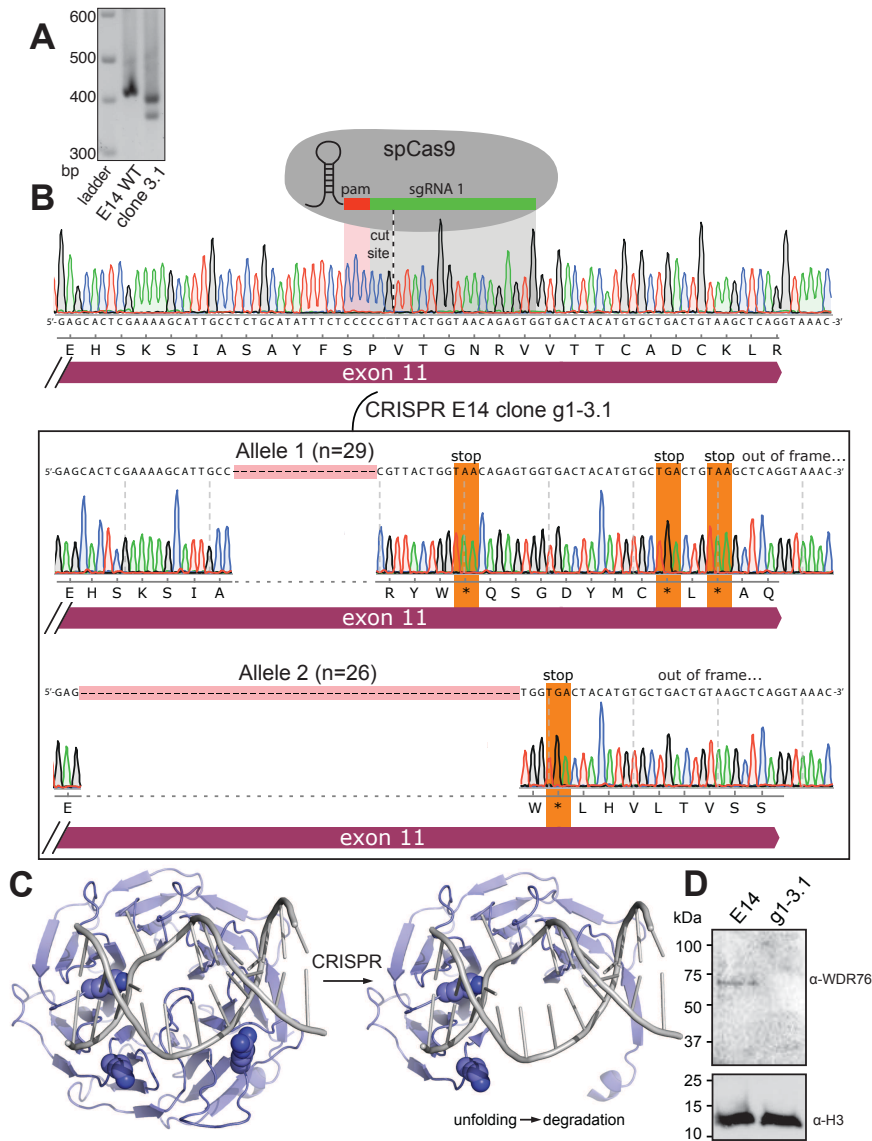 A
600
500
400
300
bp
ladder
E14 WT
clone 3.1
B
spCas9
pam
sgRNA 1
cut
site
5'-GAGCACTCGAAAAGCATTGCCTCTGCATATTTCTCCCCCGTTACTGGTAACAGAGTGGTGACTACATGTGCTGACTGTAAGCTCAGGTAAAC-3'
E H S K S I A S A Y F S P V T G N R V V T T C A D C K L R
exon 11
CRISPR E14 clone g1-3.1
Allele 1 (n=29)
stop stop stop out of frame...
5'-GAGCACTCGAAAAGCATTGCC-----------------CGTTACTGGTAACAGAGTGGTGACTACATGTGCTGACTGTAAGCTCAGGTAAAC-3'
E H S K S I A R Y W * Q S G D Y M C * L * A Q
exon 11
Allele 2 (n=26)
stop out of frame...
5'-GAG----------------------------------------------------TGGTGACTACATGTGCTGACTGTAAGCTCAGGTAAAC-3'
E W * L H V L T V S S
exon 11
C
CRISPR
unfolding → degradation
D
E14
g1-3.1
kDa
100
75
50
37
α-WDR76
25
15
10
α-H3